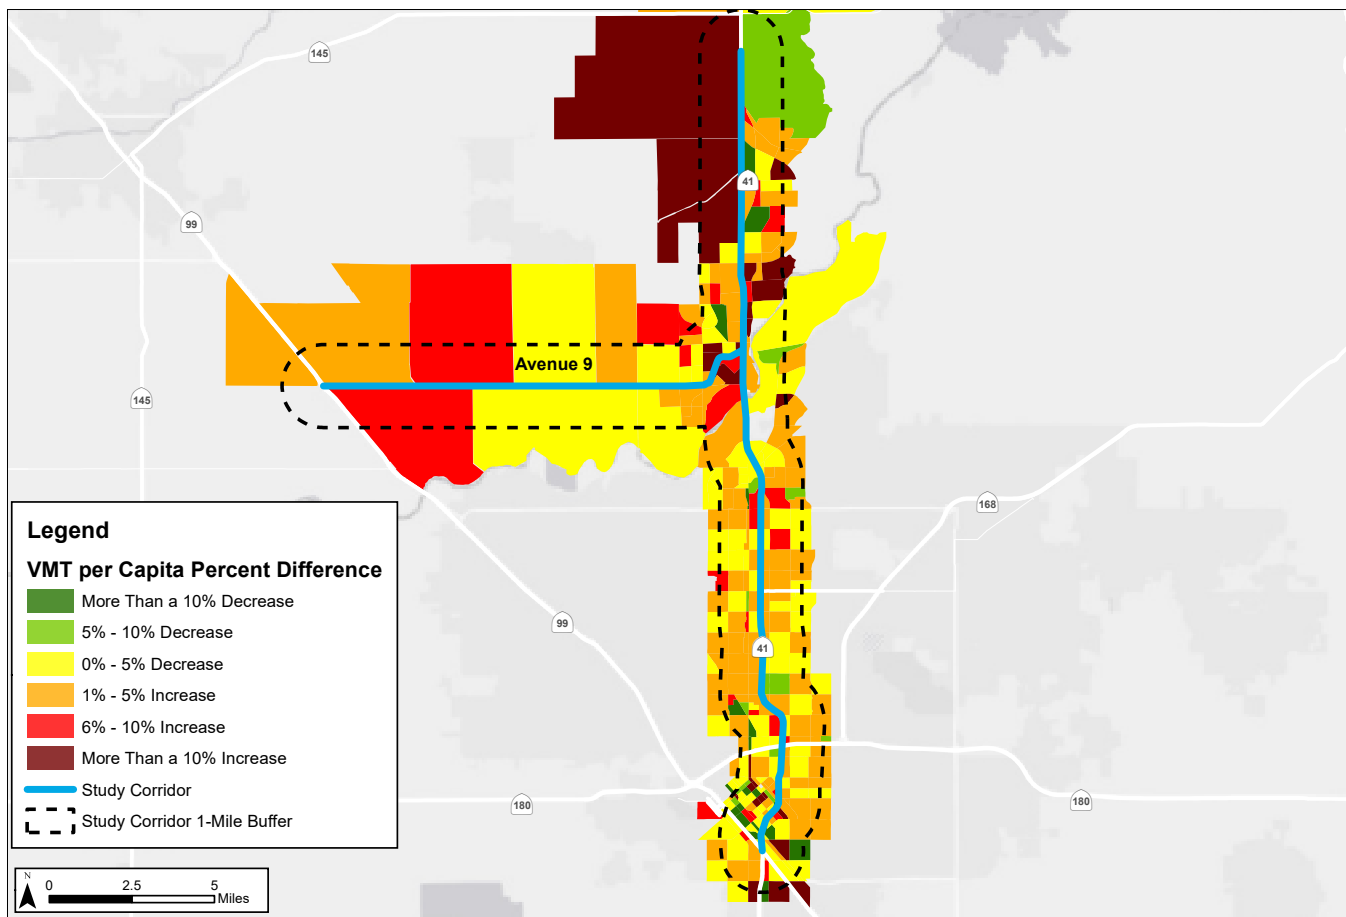 145
41
99
Avenue 9
145
168
99
41
180
180
Legend
VMT per Capita Percent Difference
More Than a 10% Decrease
5% - 10% Decrease
0% - 5% Decrease
1% - 5% Increase
6% - 10% Increase
More Than a 10% Increase
Study Corridor
Study Corridor 1-Mile Buffer
N
0 2.5 5
Miles